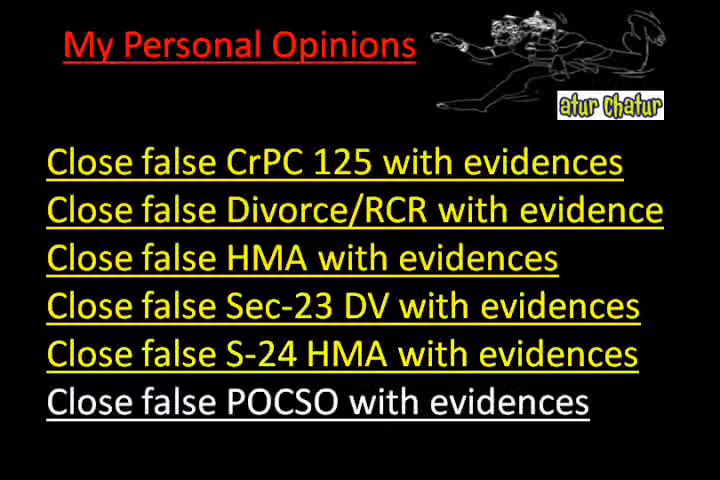 My Personal Opinions
atur Chatur
Close false CrPC 125 with evidences
Close false Divorce/RCR with evidence
Close false HMA with evidences
Close false Sec-23 DV with evidences
Close false S-24 HMA with evidences
Close false POCSO with evidences